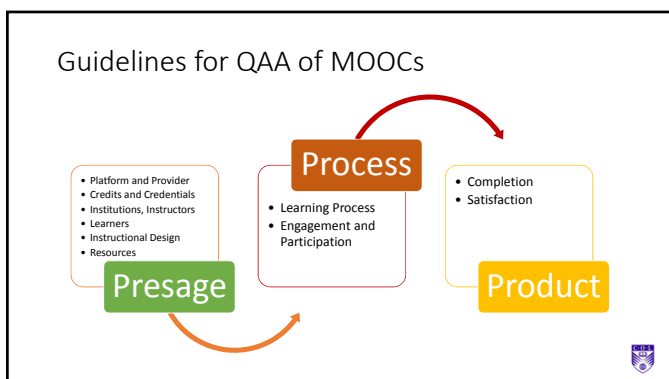 Guidelines for QAA of MOOCs
• Platform and Provider
• Credits and Credentials
• Institutions, Instructors
• Learners
• Instructional Design
• Resources
Presage
Process
• Learning Process
• Engagement and
Participation
• Completion
• Satisfaction
Product
COL